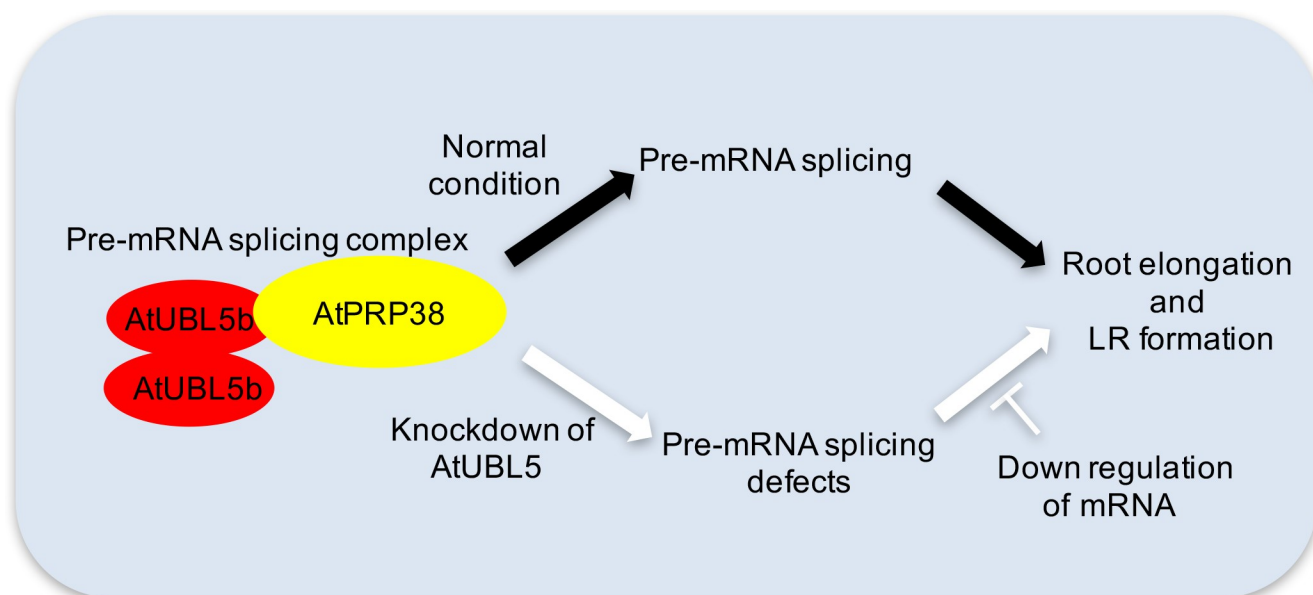 Normal
condition
Pre-mRNA splicing
Pre-mRNA splicing complex
AtUBL5b
AtPRP38
AtUBL5b
Root elongation
and
LR formation
Knockdown of
AtUBL5
Pre-mRNA splicing
defects
Down regulation
of mRNA